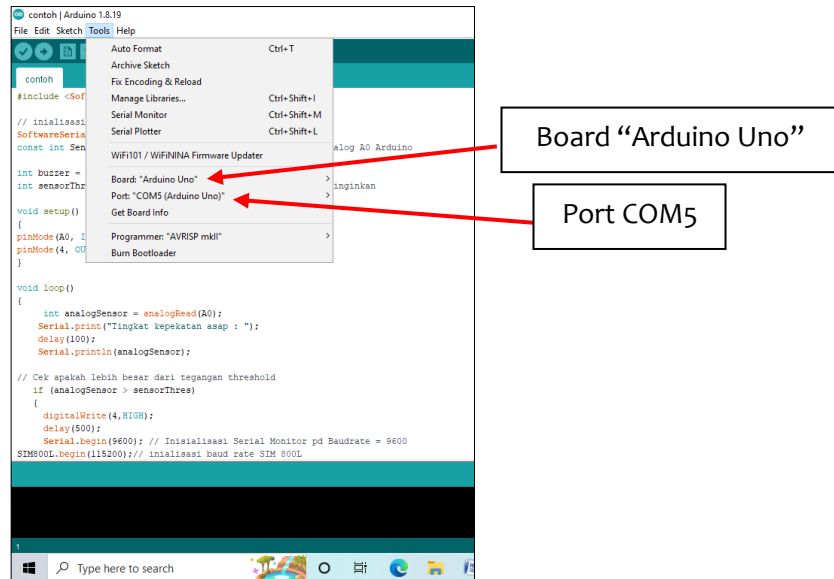 contoh | Arduino 1.8.19
File Edit Sketch Tools Help
Auto Format Ctrl+T
Archive Sketch
Fix Encoding & Reload
Manage Libraries... Ctrl+Shift+I
Serial Monitor Ctrl+Shift+M
Serial Plotter Ctrl+Shift+L
WiFi101 / WiFiNINA Firmware Updater
Board: "Arduino Uno"
Port: "COM5 (Arduino Uno)"
Get Board Info
Programmer: "AVRISP mkII"
Burn Bootloader
contoh
#include <Sof
// inialisasi
SoftwareSeria
const int Sen alog A0 Arduino
int buzzer =
int sensorThr inginkan
void setup()
{
pinMode(A0, I
pinMode(4, OU
}
void loop()
{
int analogSensor = analogRead(A0);
Serial.print("Tingkat kepekatan asap : ");
delay(100);
Serial.println(analogSensor);
// Cek apakah lebih besar dari tegangan threshold
if (analogSensor > sensorThres)
{
digitalWrite(4,HIGH);
delay(500);
Serial.begin(9600); // Inisialisasi Serial Monitor pd Baudrate = 9600
SIM800L.begin(115200);// inialisasi baud rate SIM 800L
1
Type here to search
Board “Arduino Uno”
Port COM5